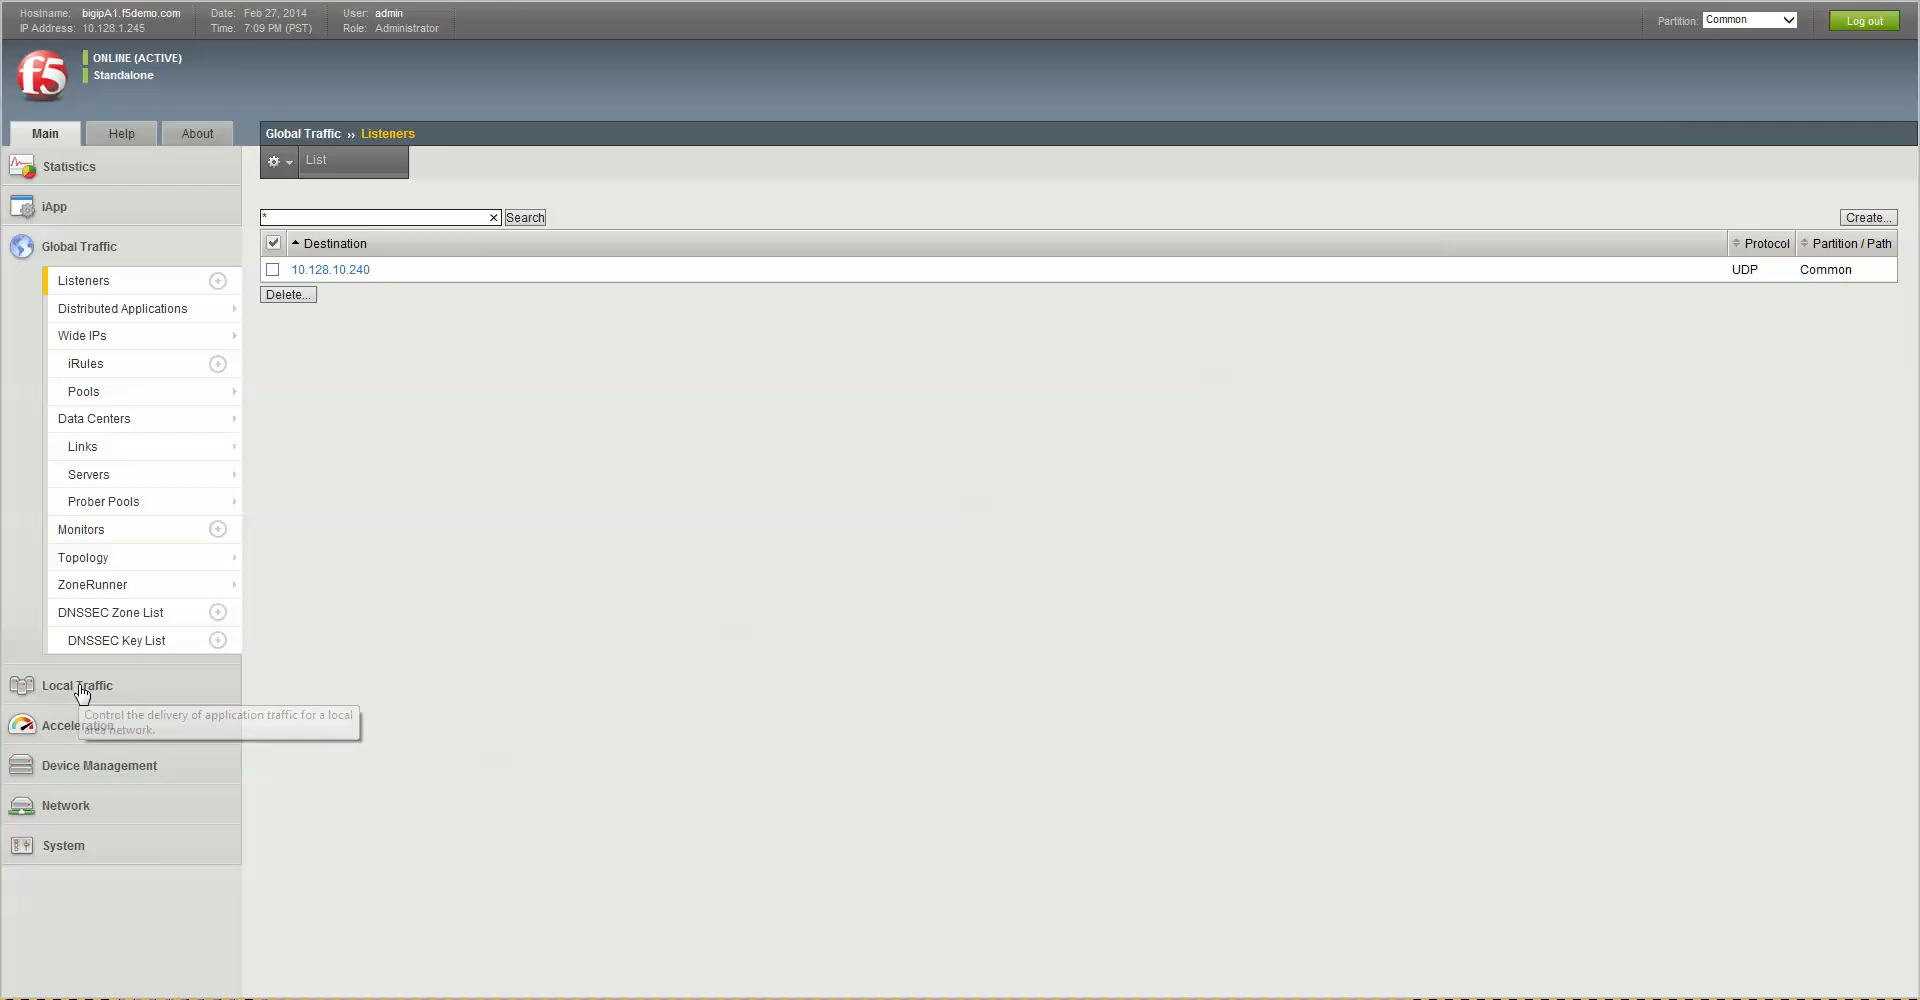 Hostname: bigipA1.f5demo.com Date: Feb 27, 2014 User: admin
IP Address: 10.128.1.245 Time: 7:09 PM (PST) Role: Administrator
Partition: Common Log out
f5
ONLINE (ACTIVE)
Standalone
Main Help About
Global Traffic ›› Listeners
List
Statistics
iApp
Global Traffic
Listeners
Distributed Applications
Wide IPs
iRules
Pools
Data Centers
Links
Servers
Prober Pools
Monitors
Topology
ZoneRunner
DNSSEC Zone List
DNSSEC Key List
Local Traffic
Control the delivery of application traffic for a local
area network.
Acceleration
Device Management
Network
System
* Search Create...
Destination Protocol Partition / Path
10.128.10.240 UDP Common
Delete...